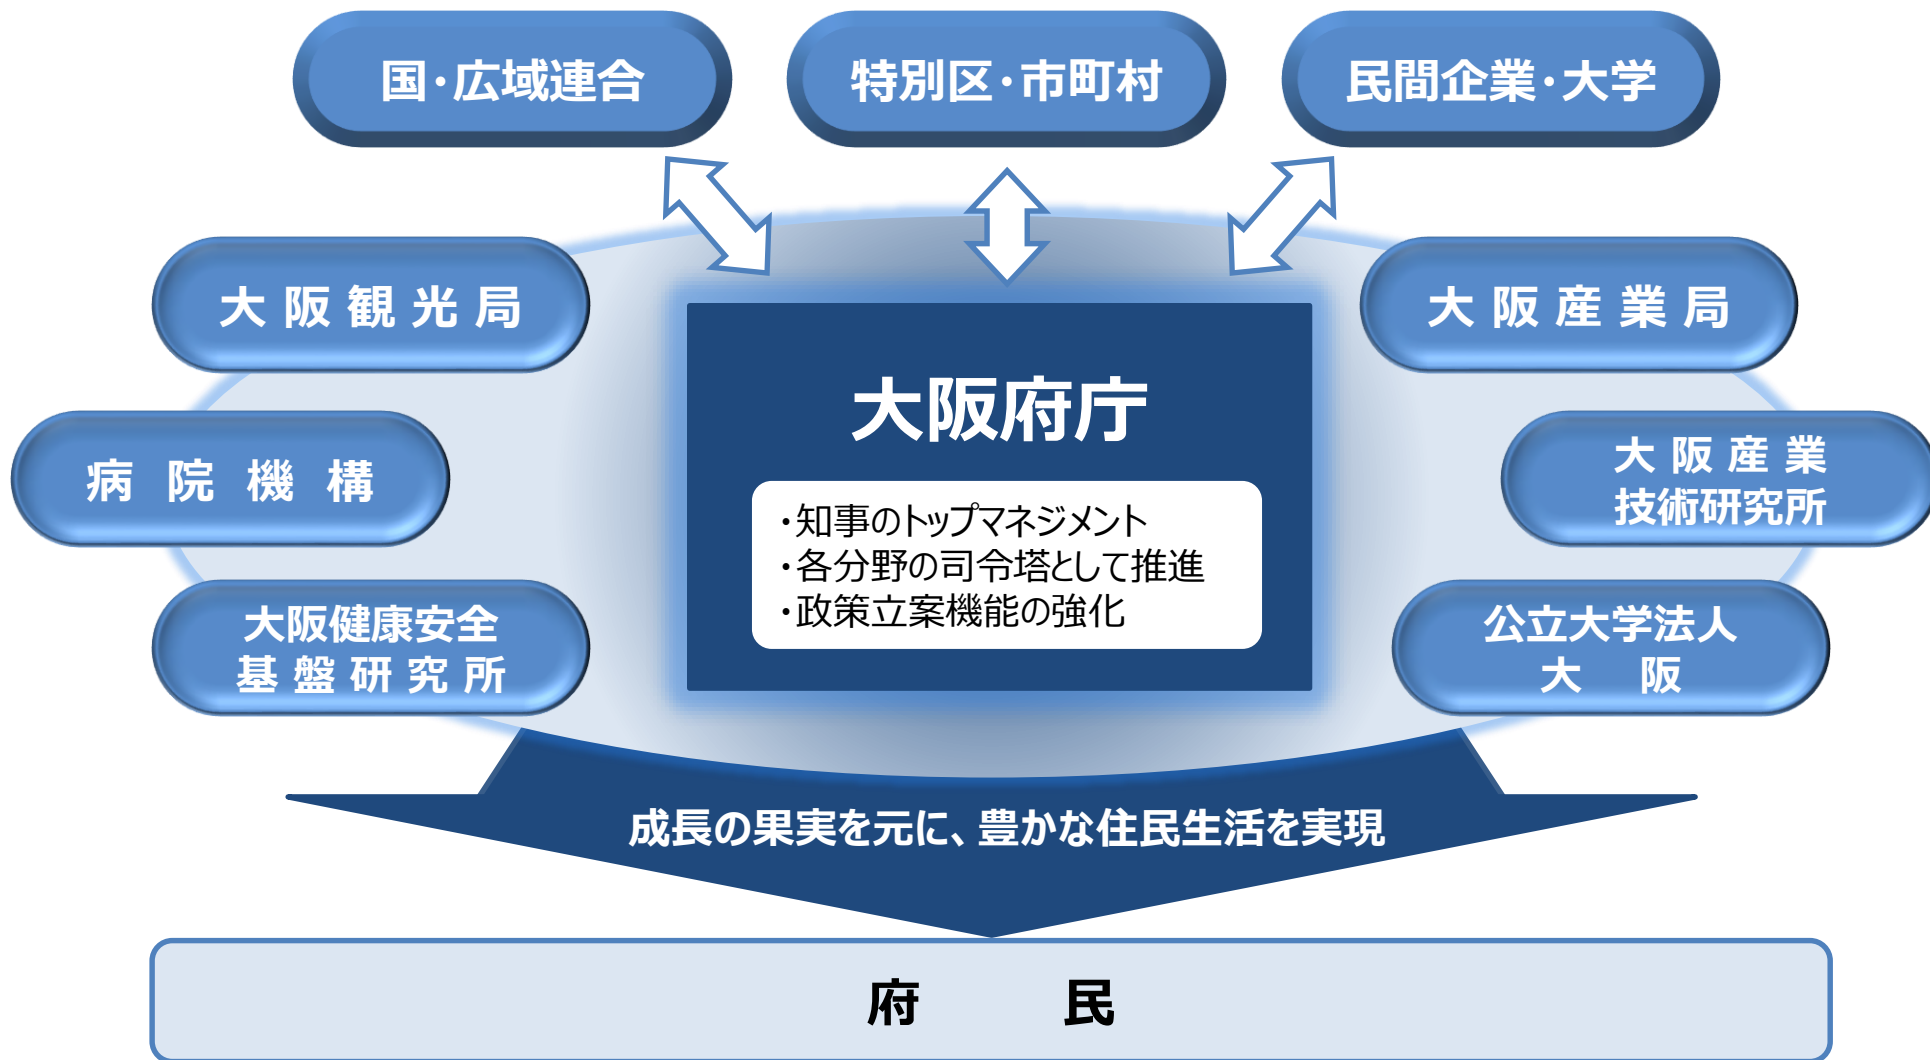 国・広域連合
特別区・市町村
民間企業・大学
大阪観光局
大阪産業局
大阪府庁
病院機構
大阪産業
技術研究所
・知事のトップマネジメント
・各分野の司令塔として推進
・政策立案機能の強化
大阪健康安全
基盤研究所
公立大学法人
大　阪
成長の果実を元に、豊かな住民生活を実現
府　　民